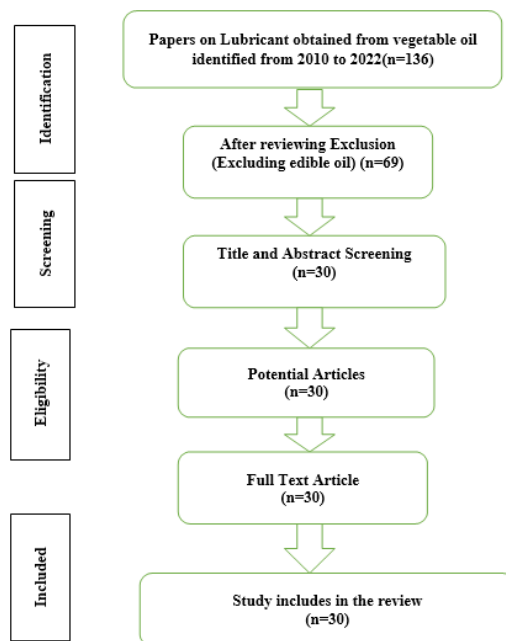 Identification
Papers on Lubricant obtained from vegetable oil
identified from 2010 to 2022(n=136)
After reviewing Exclusion
(Excluding edible oil) (n=69)
Screening
Title and Abstract Screening
(n=30)
Eligibility
Potential Articles
(n=30)
Full Text Article
(n=30)
Included
Study includes in the review
(n=30)